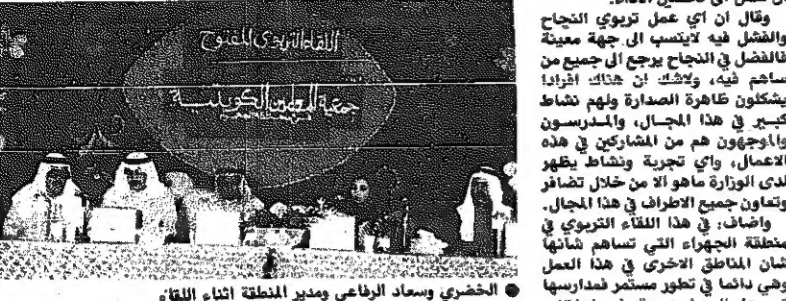 اللقاء التربوي المفتوح
جمعية المعلمين الكويتية
● الخضري وسعاد الرفاعي ومدير المنطقة اثناء اللقاء
وقال ان اي عمل تربوي النجاح
والفشل فيه لايتسب الى جهة معينة
فالفضل في النجاح يرجع الى جميع من
ساهم فيه، ولاشك ان هناك افرادا
يشكلون ظاهرة الصدارة ولهم نشاط
كبير في هذا المجال، والمدرسون
والموجهون هم من المشاركين في هذه
الاعمال، واي تجربة ونشاط يظهر
لدى الوزارة ماهو الا من خلال تضافر
وتعاون جميع الاطراف في هذا المجال.
واضاف: في هذا اللقاء التربوي في
منطقة الجهراء التي تساهم شانها
شان المناطق الاخرى في هذا العمل
وهي دائما في تطور مستمر فمدارسها